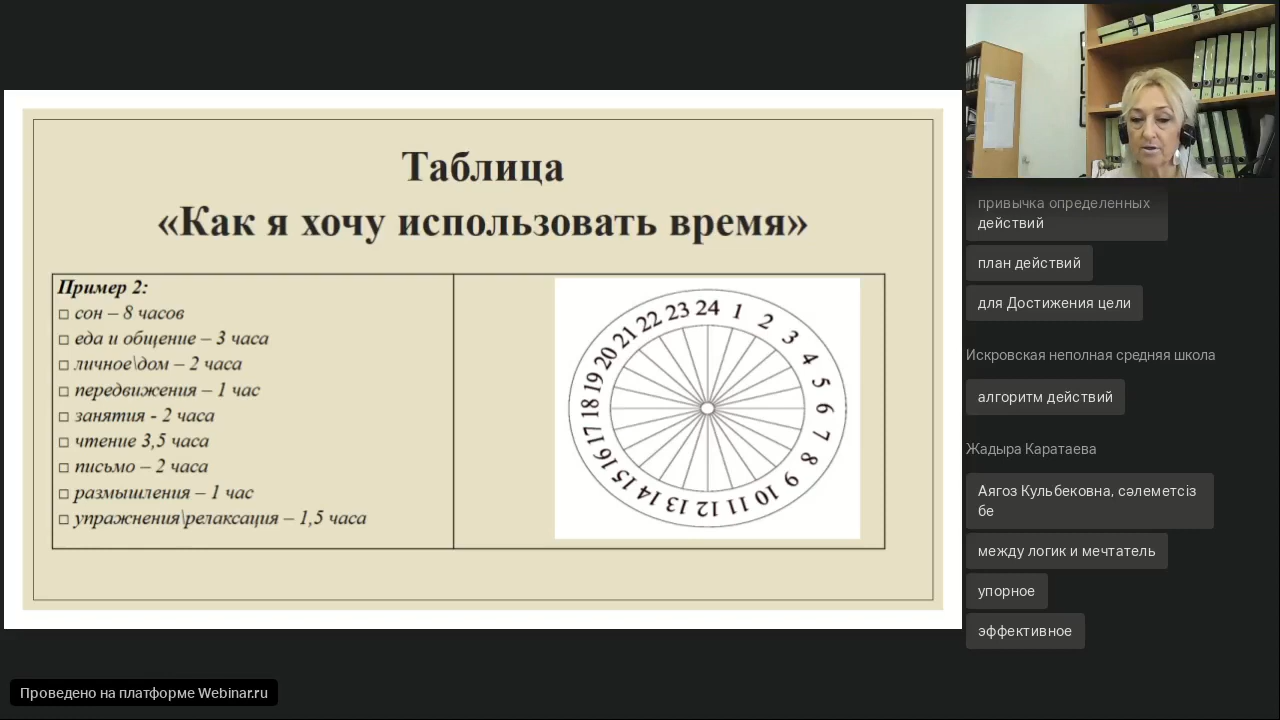 Таблица
«Как я хочу использовать время»
Пример 2:
□ сон – 8 часов
□ еда и общение – 3 часа
□ личное\дом – 2 часа
□ передвижения – 1 час
□ занятия - 2 часа
□ чтение 3,5 часа
□ письмо – 2 часа
□ размышления – 1 час
□ упражнения\релаксация – 1,5 часа
24 1 2 3 4 5 6 7 8 9 10 11 12 13 14 15 16 17 18 19 20 21 22 23
привычка определенных
действий
план действий
для Достижения цели
Искровская неполная средняя школа
алгоритм действий
Жадыра Каратаева
Аягоз Кульбековна, сәлеметсіз
бе
между логик и мечтатель
упорное
эффективное
Проведено на платформе Webinar.ru